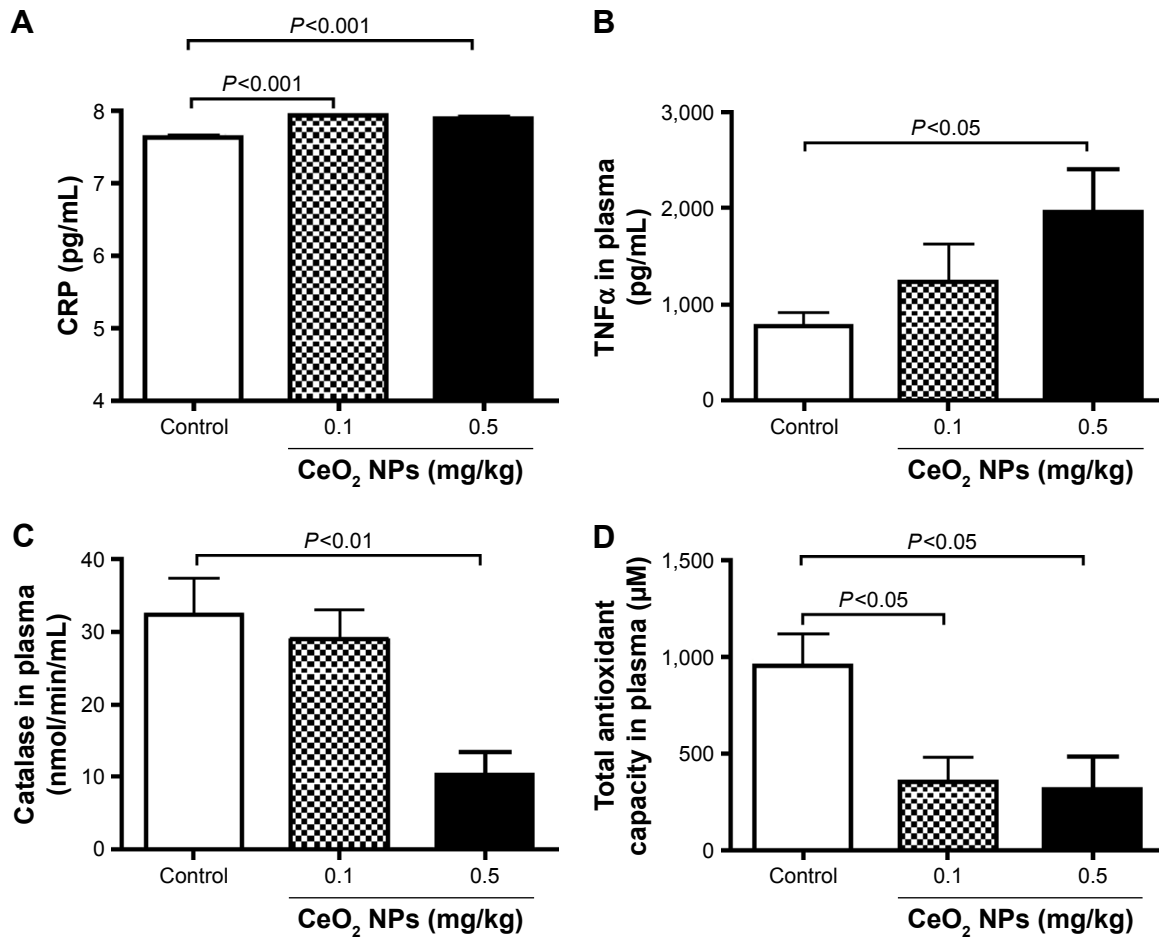 A
P<0.001
P<0.001
CRP (pg/mL)
8
7
6
5
4
Control
0.1
0.5
CeO₂ NPs (mg/kg)
B
P<0.05
TNFα in plasma
(pg/mL)
3,000
2,000
1,000
0
Control
0.1
0.5
CeO₂ NPs (mg/kg)
C
P<0.01
Catalase in plasma
(nmol/min/mL)
40
30
20
10
0
Control
0.1
0.5
CeO₂ NPs (mg/kg)
D
P<0.05
P<0.05
Total antioxidant
capacity in plasma (μM)
1,500
1,000
500
0
Control
0.1
0.5
CeO₂ NPs (mg/kg)